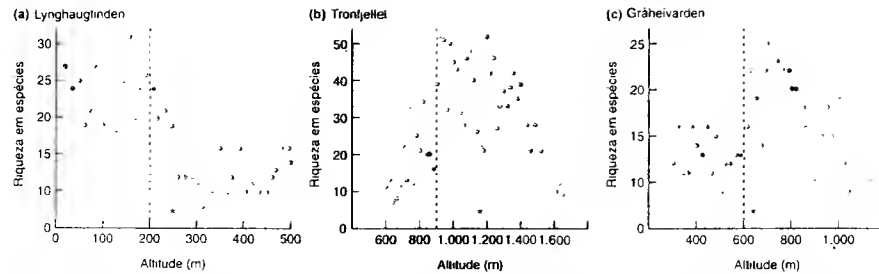 (a) Lynghaugtinden
Riqueza em espécies
30
25
20
15
10
5
0
0 100 200 300 400 500
Altitude (m)
(b) Tronfjellet
Riqueza em espécies
50
40
30
20
10
0
600 800 1.000 1.200 1.400 1.600
Altitude (m)
(c) Gråheivarden
Riqueza em espécies
25
20
15
10
5
0
400 600 800 1.000
Altitude (m)